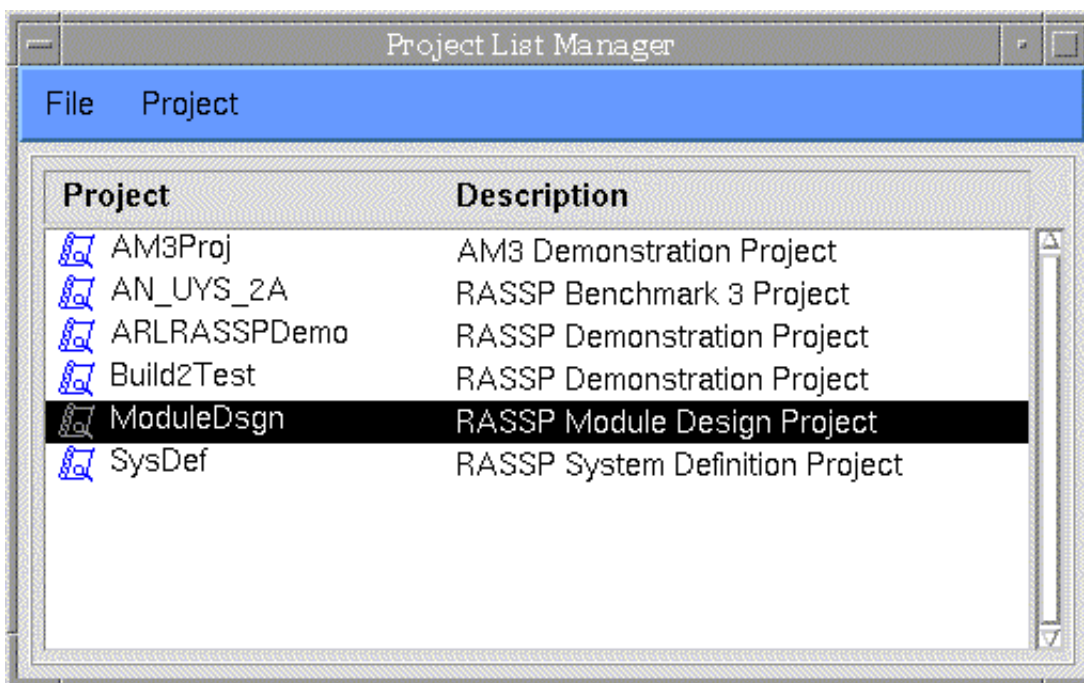 Project List Manager
File Project
Project Description
AM3Proj AM3 Demonstration Project
AN_UYS_2A RASSP Benchmark 3 Project
ARLRASSPDemo RASSP Demonstration Project
Build2Test RASSP Demonstration Project
ModuleDsgn RASSP Module Design Project
SysDef RASSP System Definition Project